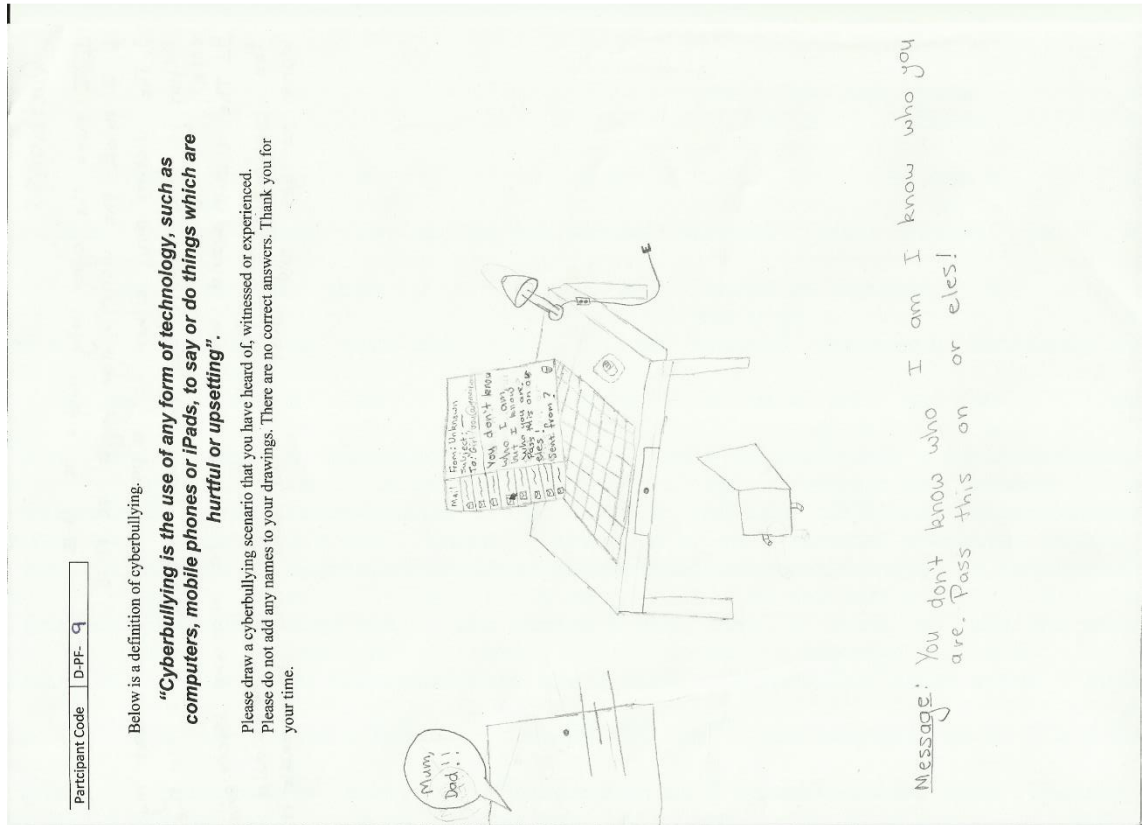 Partcipant Code D-PF- 9
Below is a definition of cyberbullying.
"Cyberbullying is the use of any form of technology, such as
computers, mobile phones or iPads, to say or do things which are
hurtful or upsetting".
Please draw a cyberbullying scenario that you have heard of, witnessed or experienced.
Please do not add any names to your drawings. There are no correct answers. Thank you for
your time.
Mum,
Dad!!
From: Unknown
Subject:
To: Girl
You don't know
who I am
but I know
who you are.
Pass this on or
eles!
Sent from?
Message: You don't know who I am I know who you
are. Pass this on or eles!